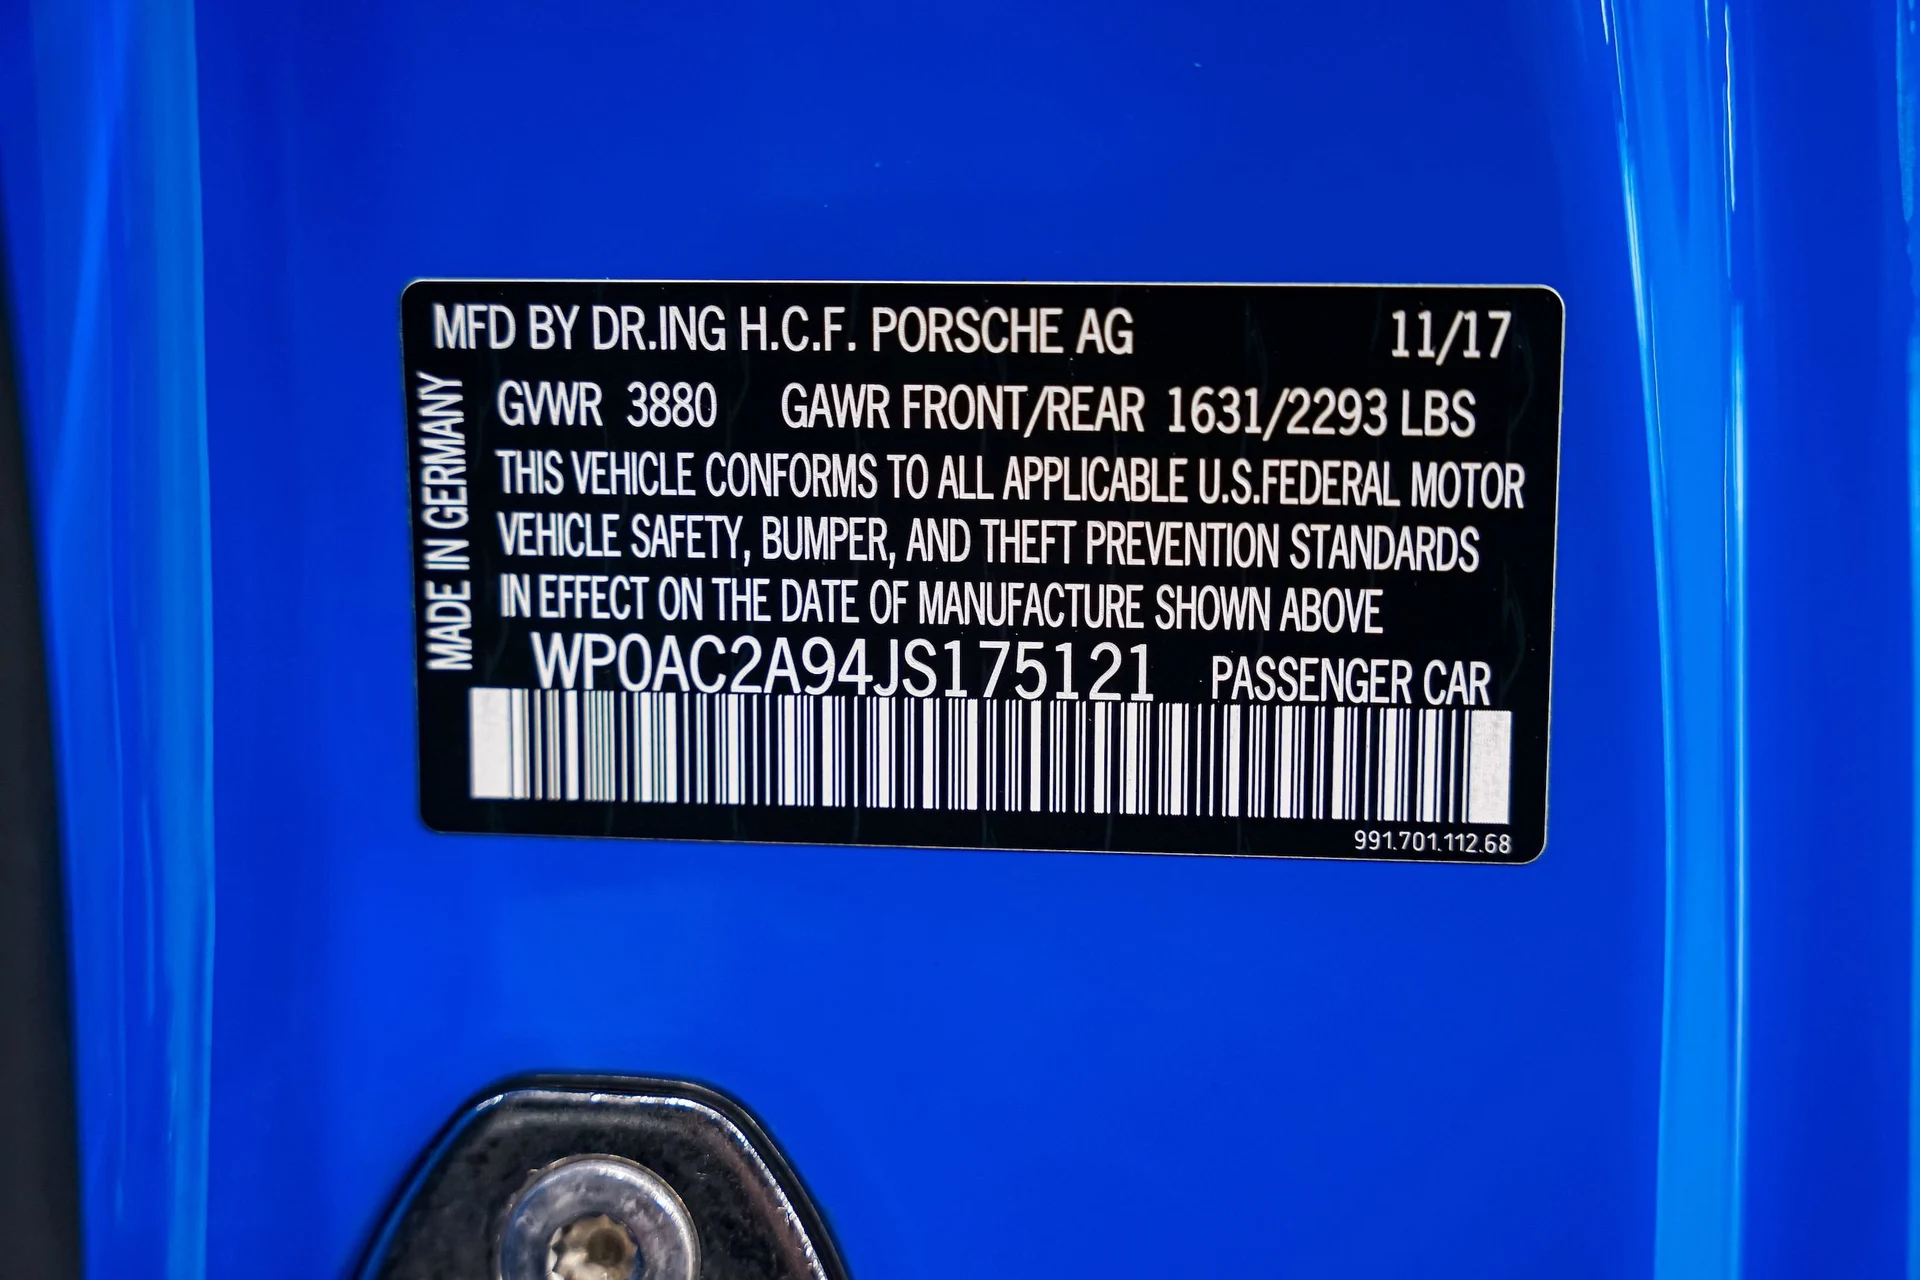 MFD BY DR.ING H.C.F. PORSCHE AG 11/17
MADE IN GERMANY
GVWR 3880 GAWR FRONT/REAR 1631/2293 LBS
THIS VEHICLE CONFORMS TO ALL APPLICABLE U.S.FEDERAL MOTOR
VEHICLE SAFETY, BUMPER, AND THEFT PREVENTION STANDARDS
IN EFFECT ON THE DATE OF MANUFACTURE SHOWN ABOVE
WP0AC2A94JS175121 PASSENGER CAR
991.701.112.68